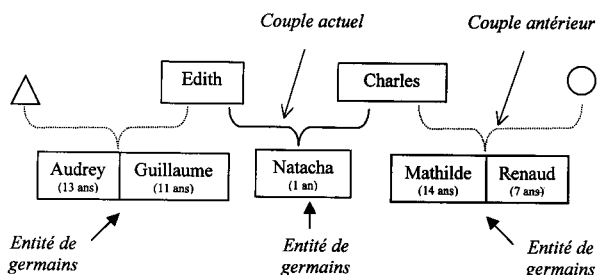 Couple actuel
Couple antérieur
Edith
Charles
Audrey
(13 ans)
Guillaume
(11 ans)
Natacha
(1 an)
Mathilde
(14 ans)
Renaud
(7 ans)
Entité de
germains
Entité de
germains
Entité de
germains